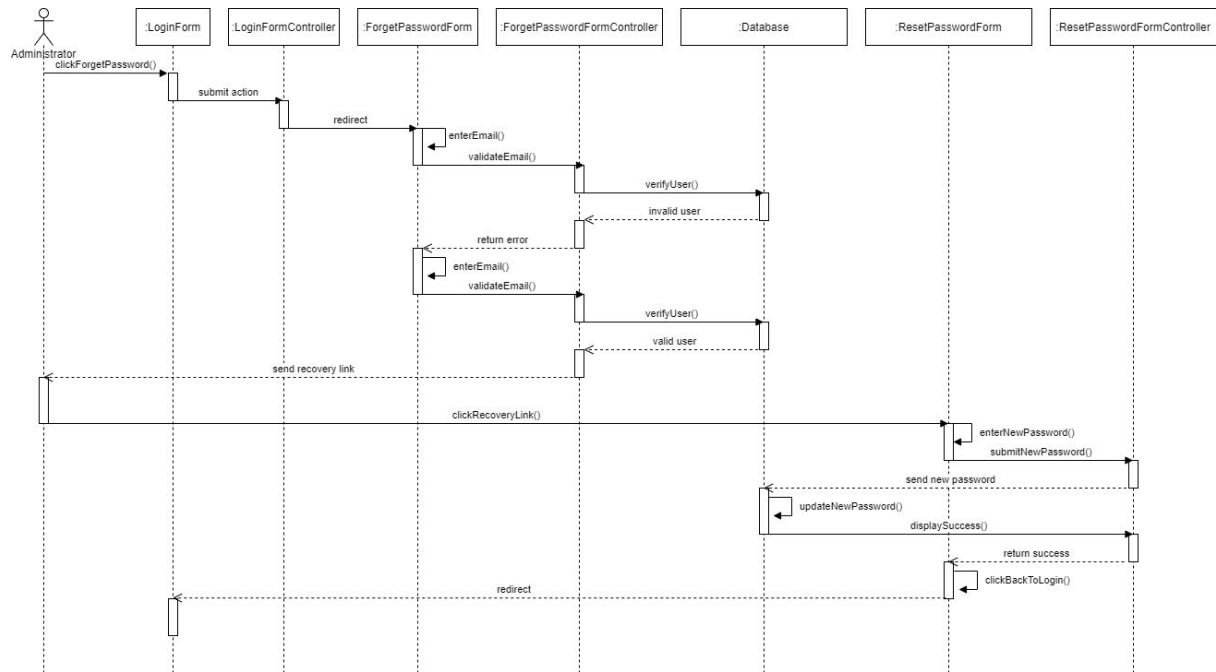 :LoginForm
:LoginFormController
:ForgetPasswordForm
:ForgetPasswordFormController
:Database
:ResetPasswordForm
:ResetPasswordFormController
Administrator
clickForgetPassword()
submit action
redirect
enterEmail()
validateEmail()
verifyUser()
invalid user
return error
enterEmail()
validateEmail()
verifyUser()
valid user
send recovery link
clickRecoveryLink()
enterNewPassword()
submitNewPassword()
send new password
updateNewPassword()
displaySuccess()
return success
clickBackToLogin()
redirect